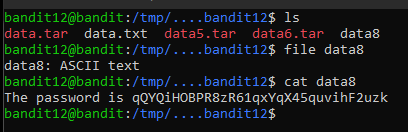 bandit12@bandit:/tmp/....bandit12$ ls
data.tar data.txt data5.tar data6.tar data8
bandit12@bandit:/tmp/....bandit12$ file data8
data8: ASCII text
bandit12@bandit:/tmp/....bandit12$ cat data8
The password is qQYQiHOBPR8zR61qxYqX45quvihF2uzk
bandit12@bandit:/tmp/....bandit12$